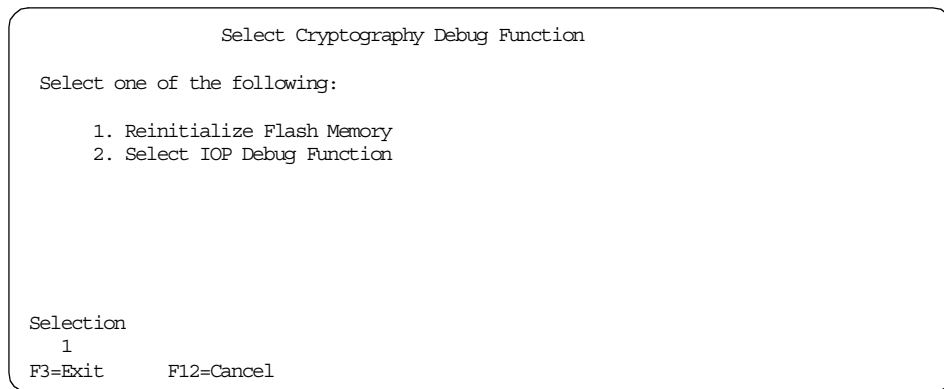 Select Cryptography Debug Function
Select one of the following:
1. Reinitialize Flash Memory
2. Select IOP Debug Function
Selection
1
F3=Exit F12=Cancel